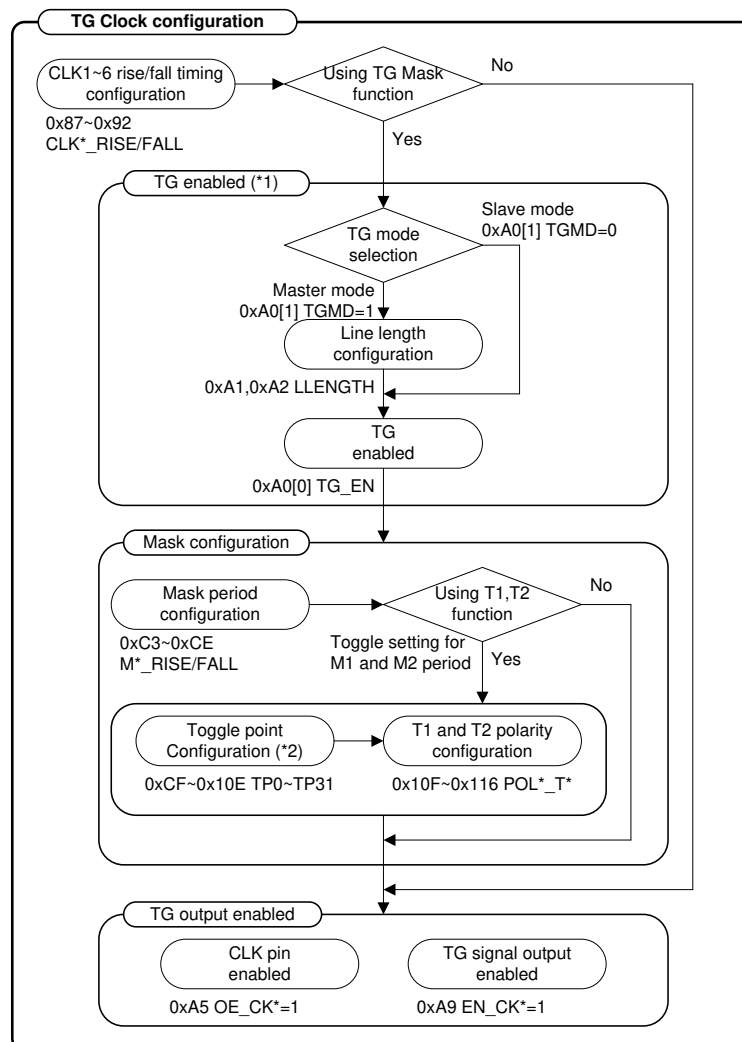 TG Clock configuration
CLK1~6 rise/fall timing
configuration
0x87~0x92
CLK*_RISE/FALL
Using TG Mask
function
No
Yes
TG enabled (*1)
TG mode
selection
Slave mode
0xA0[1] TGMD=0
Master mode
0xA0[1] TGMD=1
Line length
configuration
0xA1,0xA2 LLENGTH
TG
enabled
0xA0[0] TG_EN
Mask configuration
Mask period
configuration
0xC3~0xCE
M*_RISE/FALL
Using T1,T2
function
No
Toggle setting for
M1 and M2 period
Yes
Toggle point
Configuration (*2)
0xCF~0x10E TP0~TP31
T1 and T2 polarity
configuration
0x10F~0x116 POL*_T*
TG output enabled
CLK pin
enabled
0xA5 OE_CK*=1
TG signal output
enabled
0xA9 EN_CK*=1